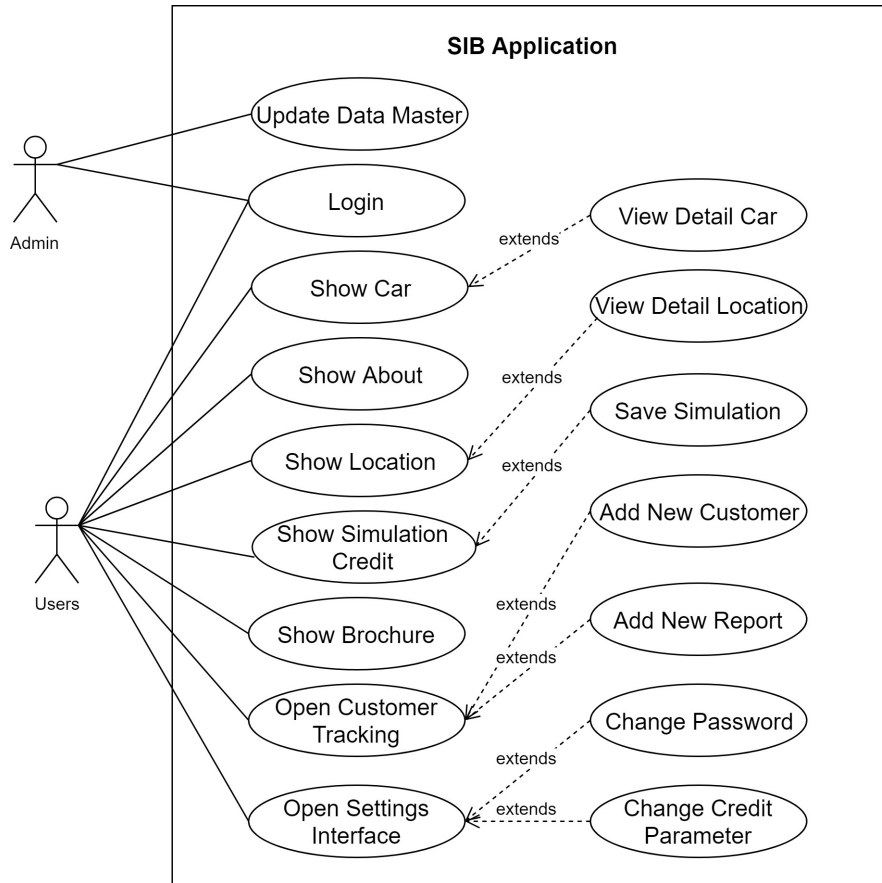 SIB Application
Update Data Master
Admin
Login
View Detail Car
extends
Show Car
View Detail Location
extends
Show About
Save Simulation
extends
Show Location
Users
Show Simulation
Credit
Add New Customer
extends
Show Brochure
Add New Report
extends
Open Customer
Tracking
Change Password
extends
Open Settings
Interface
extends
Change Credit
Parameter